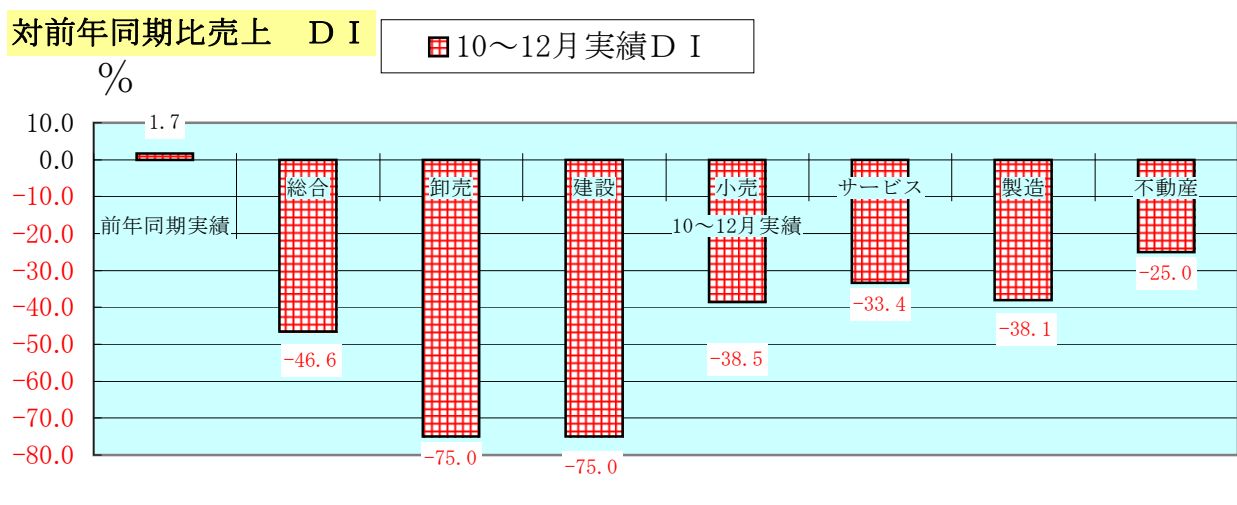 対前年同期比売上　ＤＩ
10～12月実績ＤＩ
%
10.0
0.0
-10.0
-20.0
-30.0
-40.0
-50.0
-60.0
-70.0
-80.0
1.7
総合
卸売
建設
小売
サービス
製造
不動産
前年同期実績
10～12月実績
-46.6
-75.0
-75.0
-38.5
-33.4
-38.1
-25.0